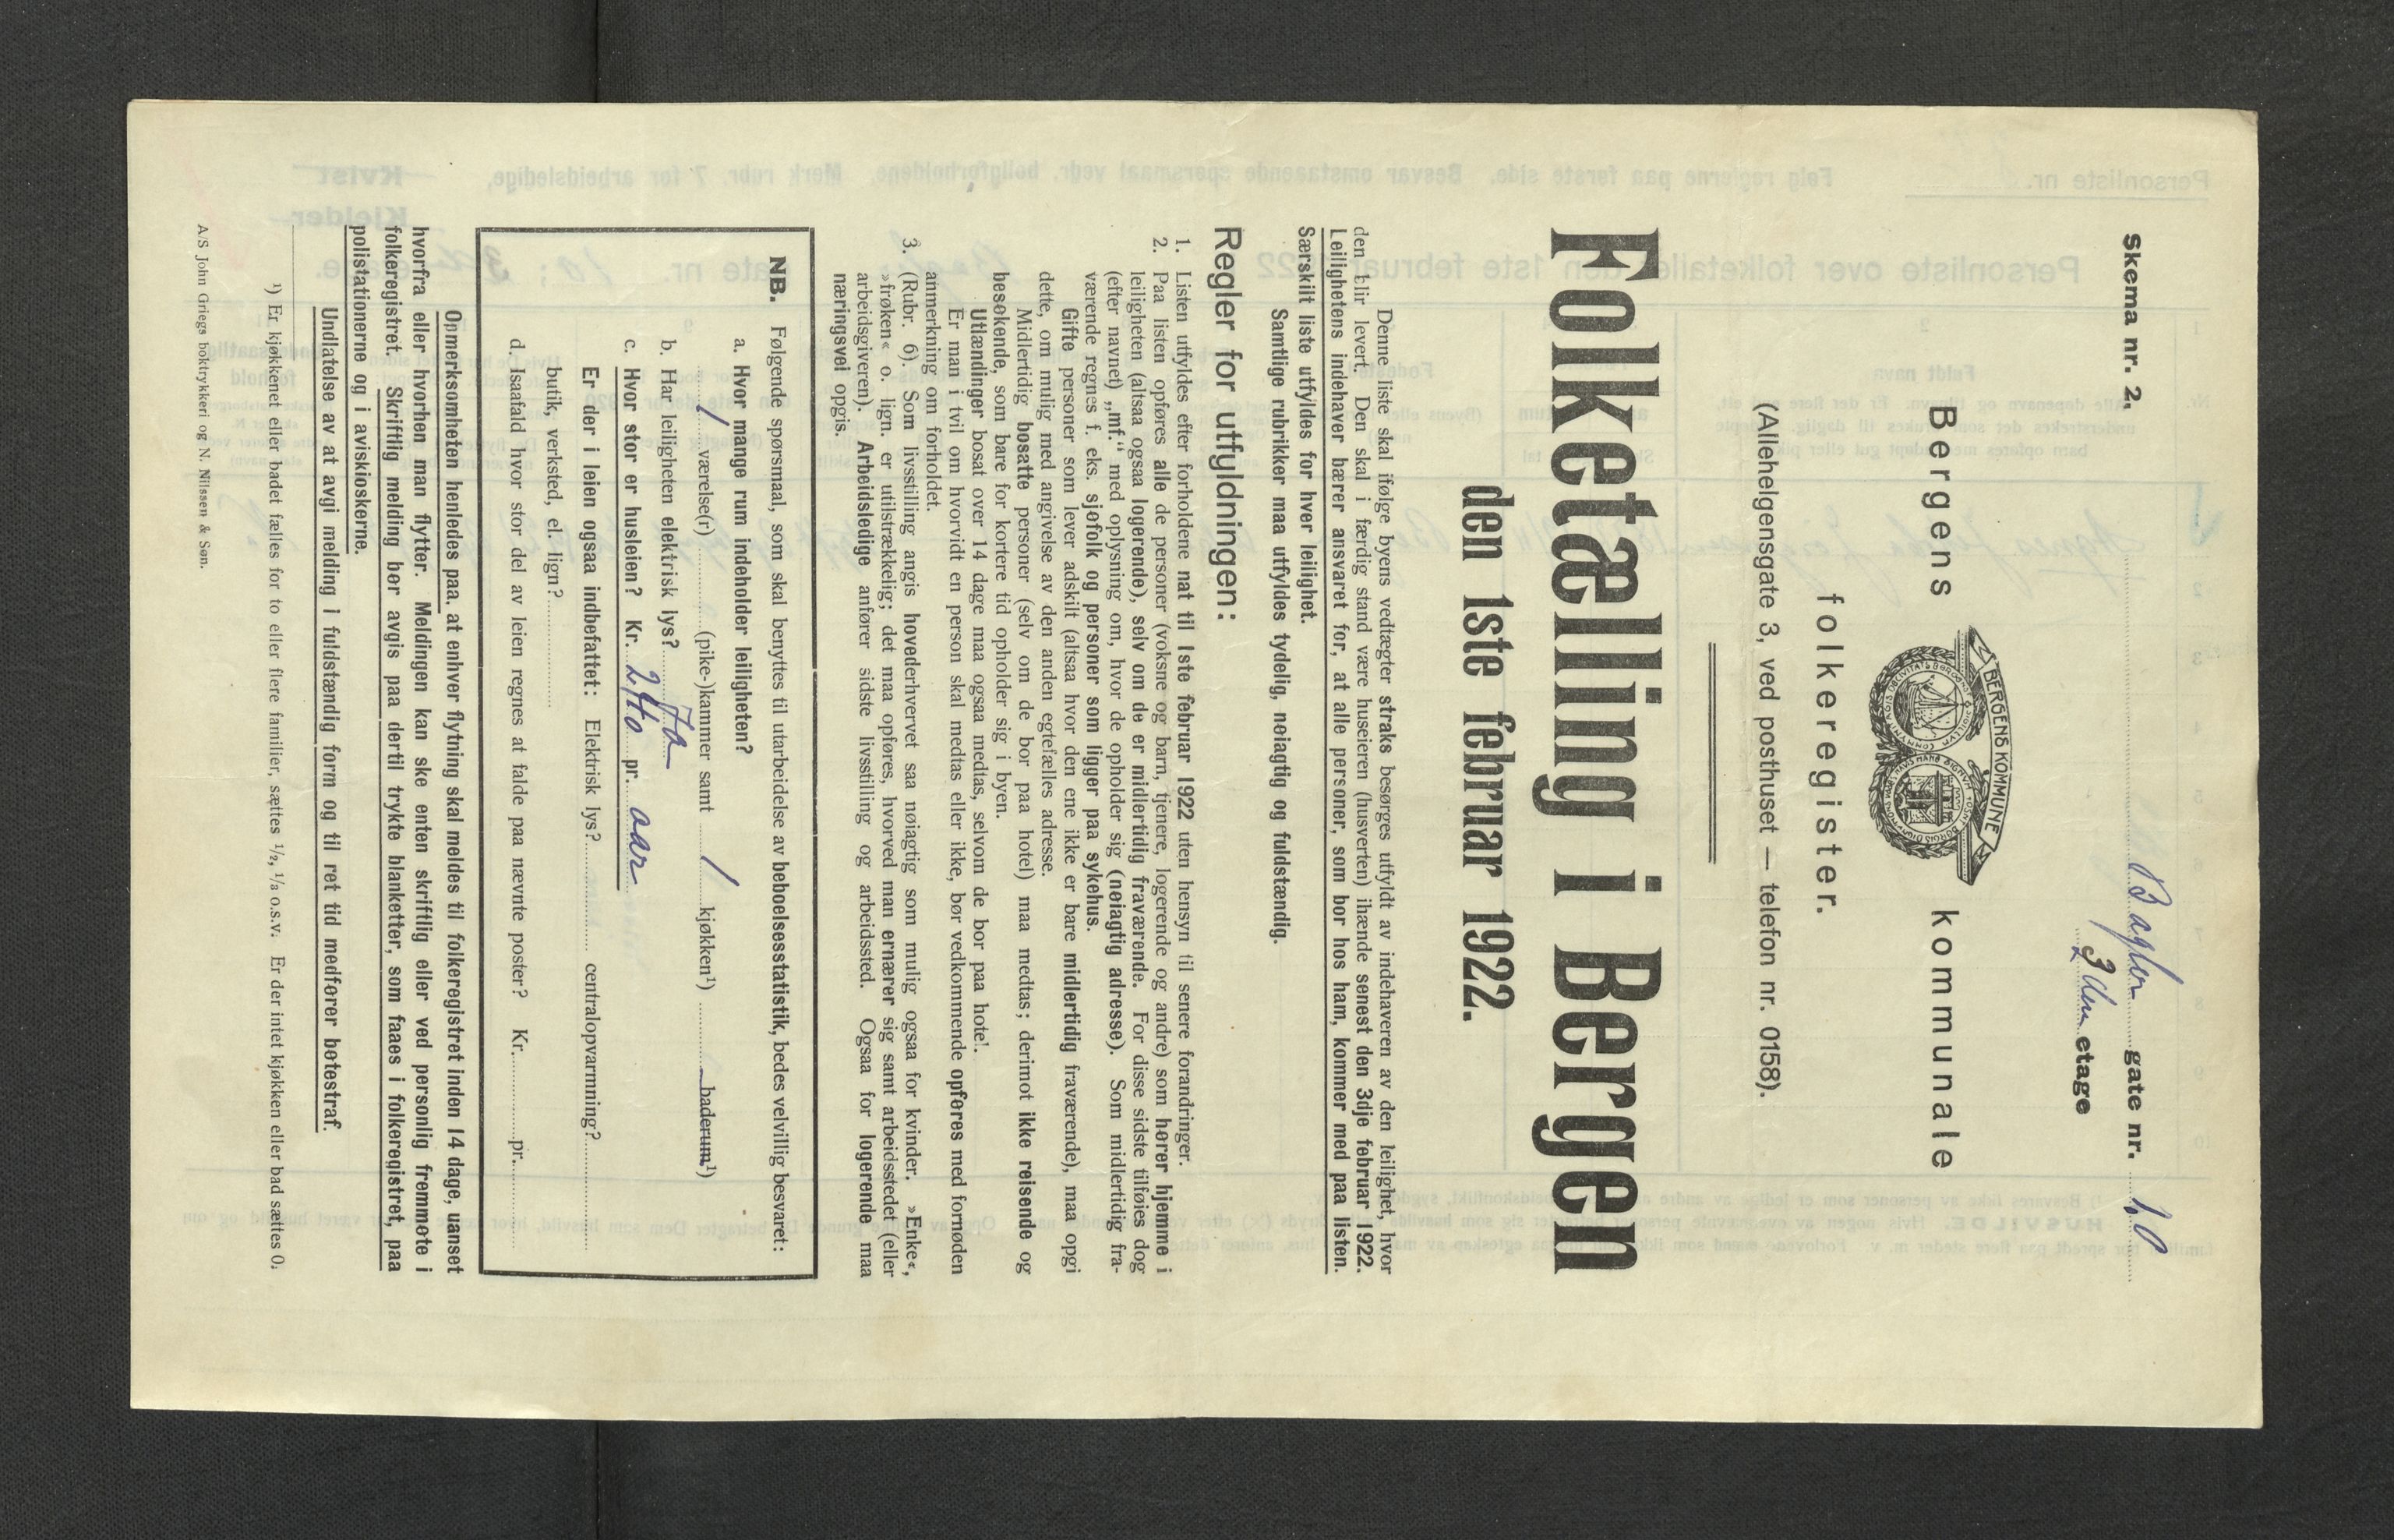 Skema nr. 2.
Bagler gate nr. 10
3die etage
BERGENS KOMMUNE
Bergens kommunale
folkeregister.
(Allehelgensgate 3, ved posthuset — telefon nr. 0158).
Folketælling i Bergen
den 1ste februar 1922.
Denne liste skal ifølge byens vedtægter straks besørges utfyldt av indehaveren av den leilighet, hvor
den blir levert. Den skal i færdig stand være huseieren (husverten) ihænde senest den 3dje februar 1922.
Leilighetens indehaver bærer ansvaret for, at alle personer, som bor hos ham, kommer med paa listen.
Særskilt liste utfyldes for hver leilighet.
Samtlige rubrikker maa utfyldes tydelig, nøiagtig og fuldstændig.
Regler for utfyldningen:
1. Listen utfyldes efter forholdene nat til 1ste februar 1922 uten hensyn til senere forandringer.
2. Paa listen opføres alle de personer (voksne og barn, tjenere, logerende og andre) som hører hjemme i
leiligheten (altsaa ogsaa logerende), selv om de er midlertidig fraværende. For disse sidste tilføies dog
(efter navnet) „mf.“ med oplysning om, hvor de opholder sig (nøiagtig adresse). Som midlertidig fra-
værende regnes f. eks. sjøfolk og personer som ligger paa sykehus.
Gifte personer som lever adskilt (altsaa hvor den ene ikke er bare midlertidig fraværende), maa opgi
dette, om mulig med angivelse av den anden egtefælles adresse.
Midlertidig bosatte personer (selv om de bor paa hotel) maa medtas; derimot ikke reisende og
besøkende, som bare for kortere tid opholder sig i byen.
Utlændinger bosat over 14 dage maa ogsaa medtas, selvom de bor paa hotel.
Er man i tvil om hvorvidt en person skal medtas eller ikke, bør vedkommende opføres med fornøden
anmerkning om forholdet.
3. (Rubr. 6). Som livsstilling angis hovederhvervet saa nøiagtig som mulig ogsaa for kvinder. »Enke«,
»frøken« o. lign. er utilstrækkelig; det maa opføres, hvorved man ernærer sig samt arbeidsstedet (eller
arbeidsgiveren). Arbeidsledige anfører sidste livsstilling og arbeidssted. Ogsaa for logerende maa
næringsvei opgis.
NB. Følgende spørsmaal, som skal benyttes til utarbeidelse av beboelsesstatistik, bedes velvillig besvaret:
a. Hvor mange rum indeholder leiligheten?
1 værelse(r) (pike-)kammer samt 1 kjøkken¹) baderum.¹)
b. Har leiligheten elektrisk lys? Ja
c. Hvor stor er husleien? Kr. 240 pr. aar
Er der i leien ogsaa indbefattet: Elektrisk lys? centralopvarmning?
butik, verksted, el. lign?
d. Isaafald hvor stor del av leien regnes at falde paa nævnte poster? Kr. pr.
Opmerksomheten henledes paa, at enhver flytning skal meldes til folkeregistret inden 14 dage, uanset
hvorfra eller hvorhen man flytter. Meldingen kan ske enten skriftlig eller ved personlig fremmøte i
folkeregistret. Skriftlig melding bør avgis paa dertil trykte blanketter, som faaes i folkeregistret, paa
polistationerne og i aviskioskerne.
Undlatelse av at avgi melding i fuldstændig form og til ret tid medfører bøtestraf.
¹) Er kjøkkenet eller badet fælles for to eller flere familier, sættes ¹/₂, ¹/₃ o.s.v. Er der intet kjøkken eller bad sættes 0.
A/S John Griegs boktrykkeri og N. Nilssen & Søn.